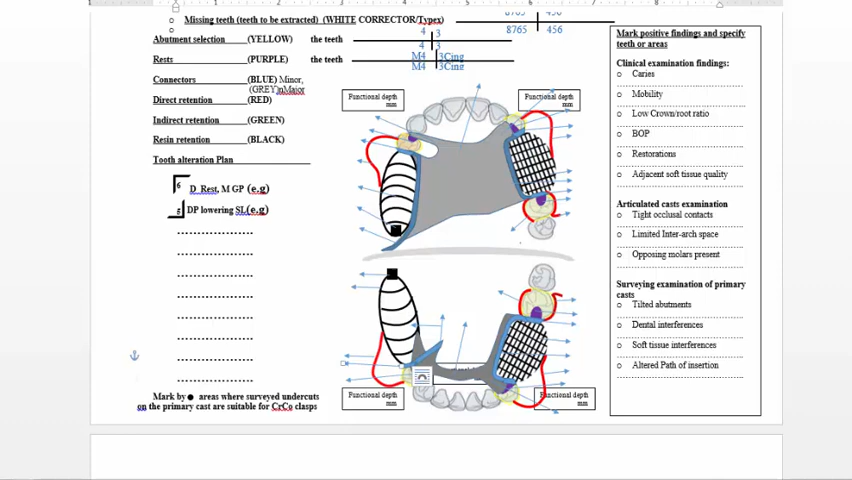 Missing teeth (teeth to be extracted) (WHITE CORRECTOR/Typex)
8765 456
Abutment selection (YELLOW) the teeth
4 3
4 3
Rests (PURPLE) the teeth
M4 3Cing
M4 3Cing
Connectors (BLUE) Minor,
(GREY)nMajor
Direct retention (RED)
Indirect retention (GREEN)
Resin retention (BLACK)
Tooth alteration Plan
6 D Rest, M GP (e.g)
5 DP lowering SL(e.g)
Mark by ● areas where surveyed undercuts
on the primary cast are suitable for CrCo clasps
Functional depth
mm
Functional depth
mm
Functional depth
mm
Functional depth
mm
Mark positive findings and specify
teeth or areas
Clinical examination findings:
o Caries
o Mobility
o Low Crown/root ratio
o BOP
o Restorations
o Adjacent soft tissue quality
Articulated casts examination
o Tight occlusal contacts
o Limited Inter-arch space
o Opposing molars present
Surveying examination of primary
casts
o Tilted abutments
o Dental interferences
o Soft tissue interferences
o Altered Path of insertion